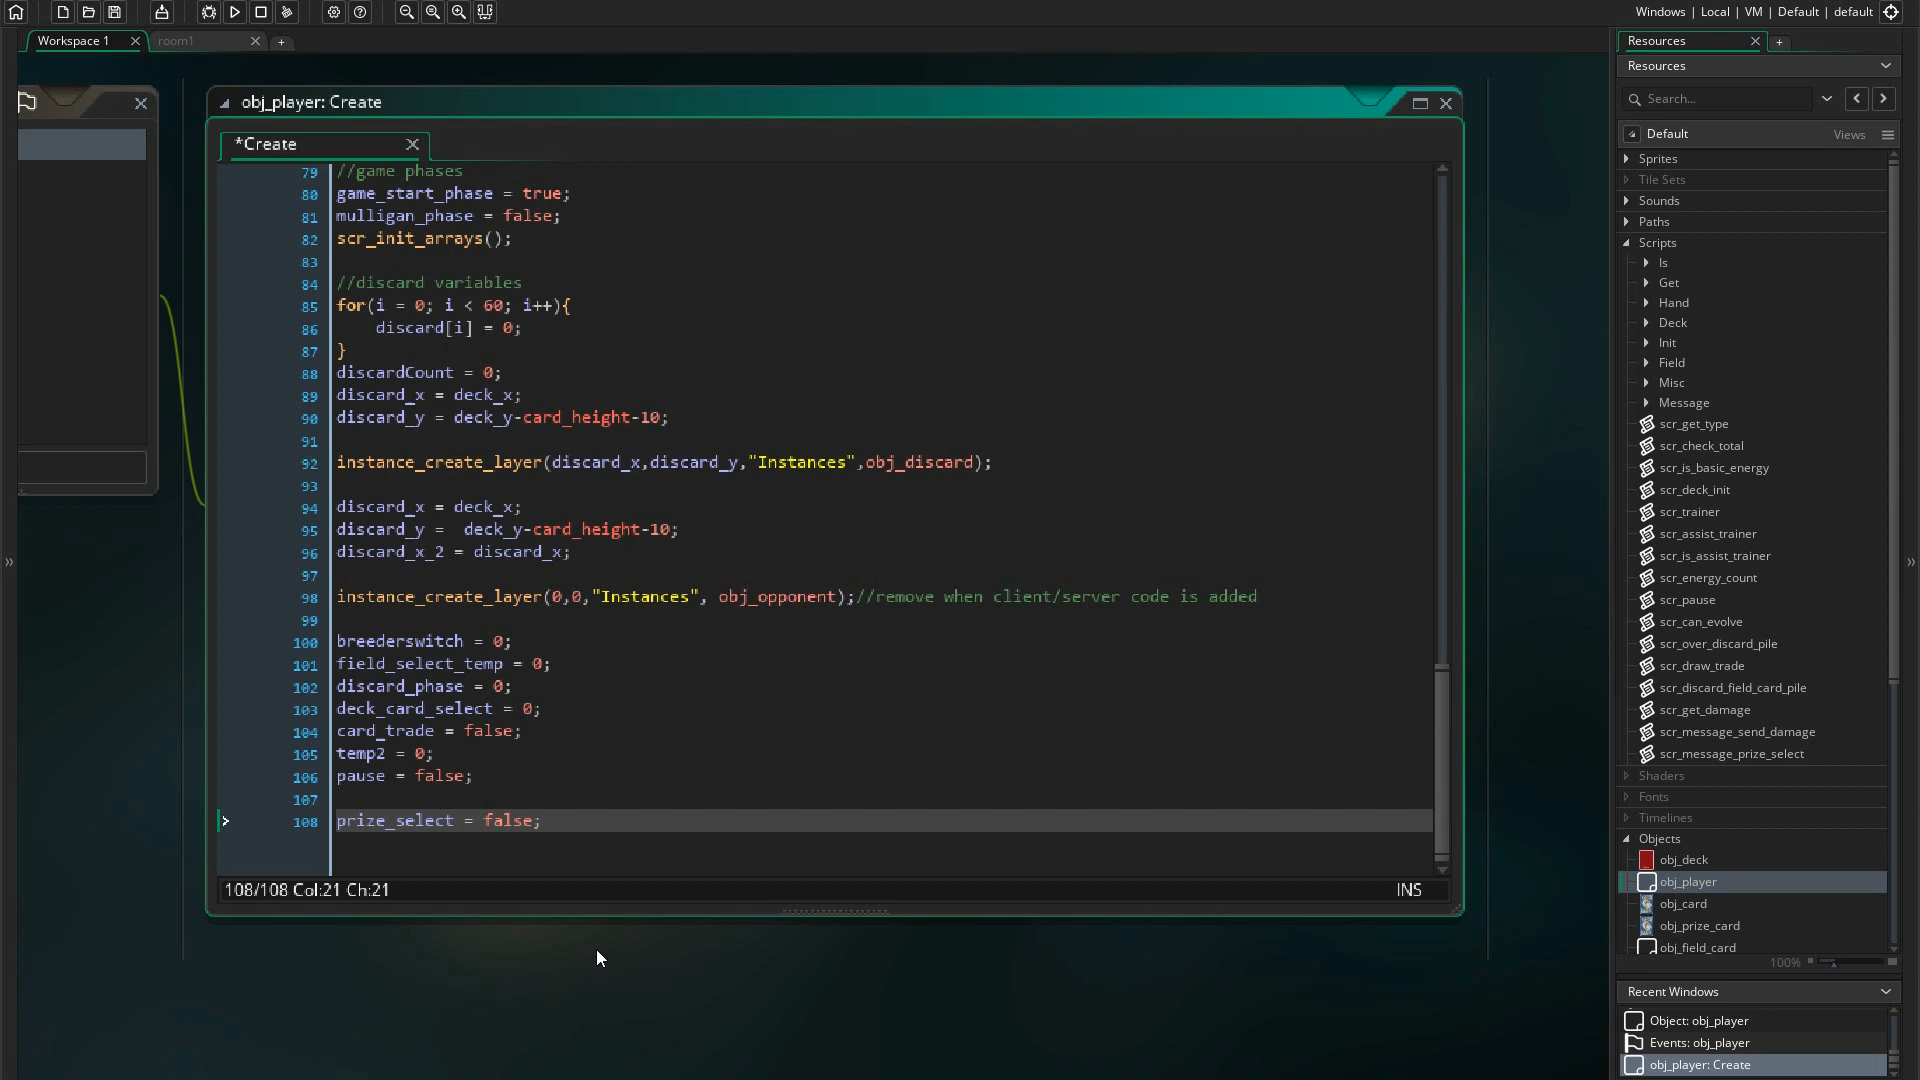 Windows | Local | VM | Default | default
Workspace 1
room1
obj_player: Create
*Create
79 //game phases
80 game_start_phase = true;
81 mulligan_phase = false;
82 scr_init_arrays();
83
84 //discard variables
85 for(i = 0; i < 60; i++){
86 discard[i] = 0;
87 }
88 discardCount = 0;
89 discard_x = deck_x;
90 discard_y = deck_y-card_height-10;
91
92 instance_create_layer(discard_x,discard_y,"Instances",obj_discard);
93
94 discard_x = deck_x;
95 discard_y =  deck_y-card_height-10;
96 discard_x_2 = discard_x;
97
98 instance_create_layer(0,0,"Instances", obj_opponent);//remove when client/server code is added
99
100 breederswitch = 0;
101 field_select_temp = 0;
102 discard_phase = 0;
103 deck_card_select = 0;
104 card_trade = false;
105 temp2 = 0;
106 pause = false;
107
108 prize_select = false;
108/108 Col:21 Ch:21
INS
Resources
Resources
Search...
Default
Views
Sprites
Tile Sets
Sounds
Paths
Scripts
Is
Get
Hand
Deck
Init
Field
Misc
Message
scr_get_type
scr_check_total
scr_is_basic_energy
scr_deck_init
scr_trainer
scr_assist_trainer
scr_is_assist_trainer
scr_energy_count
scr_pause
scr_can_evolve
scr_over_discard_pile
scr_draw_trade
scr_discard_field_card_pile
scr_get_damage
scr_message_send_damage
scr_message_prize_select
Shaders
Fonts
Timelines
Objects
obj_deck
obj_player
obj_card
obj_prize_card
obj_field_card
100%
Recent Windows
Object: obj_player
Events: obj_player
obj_player: Create